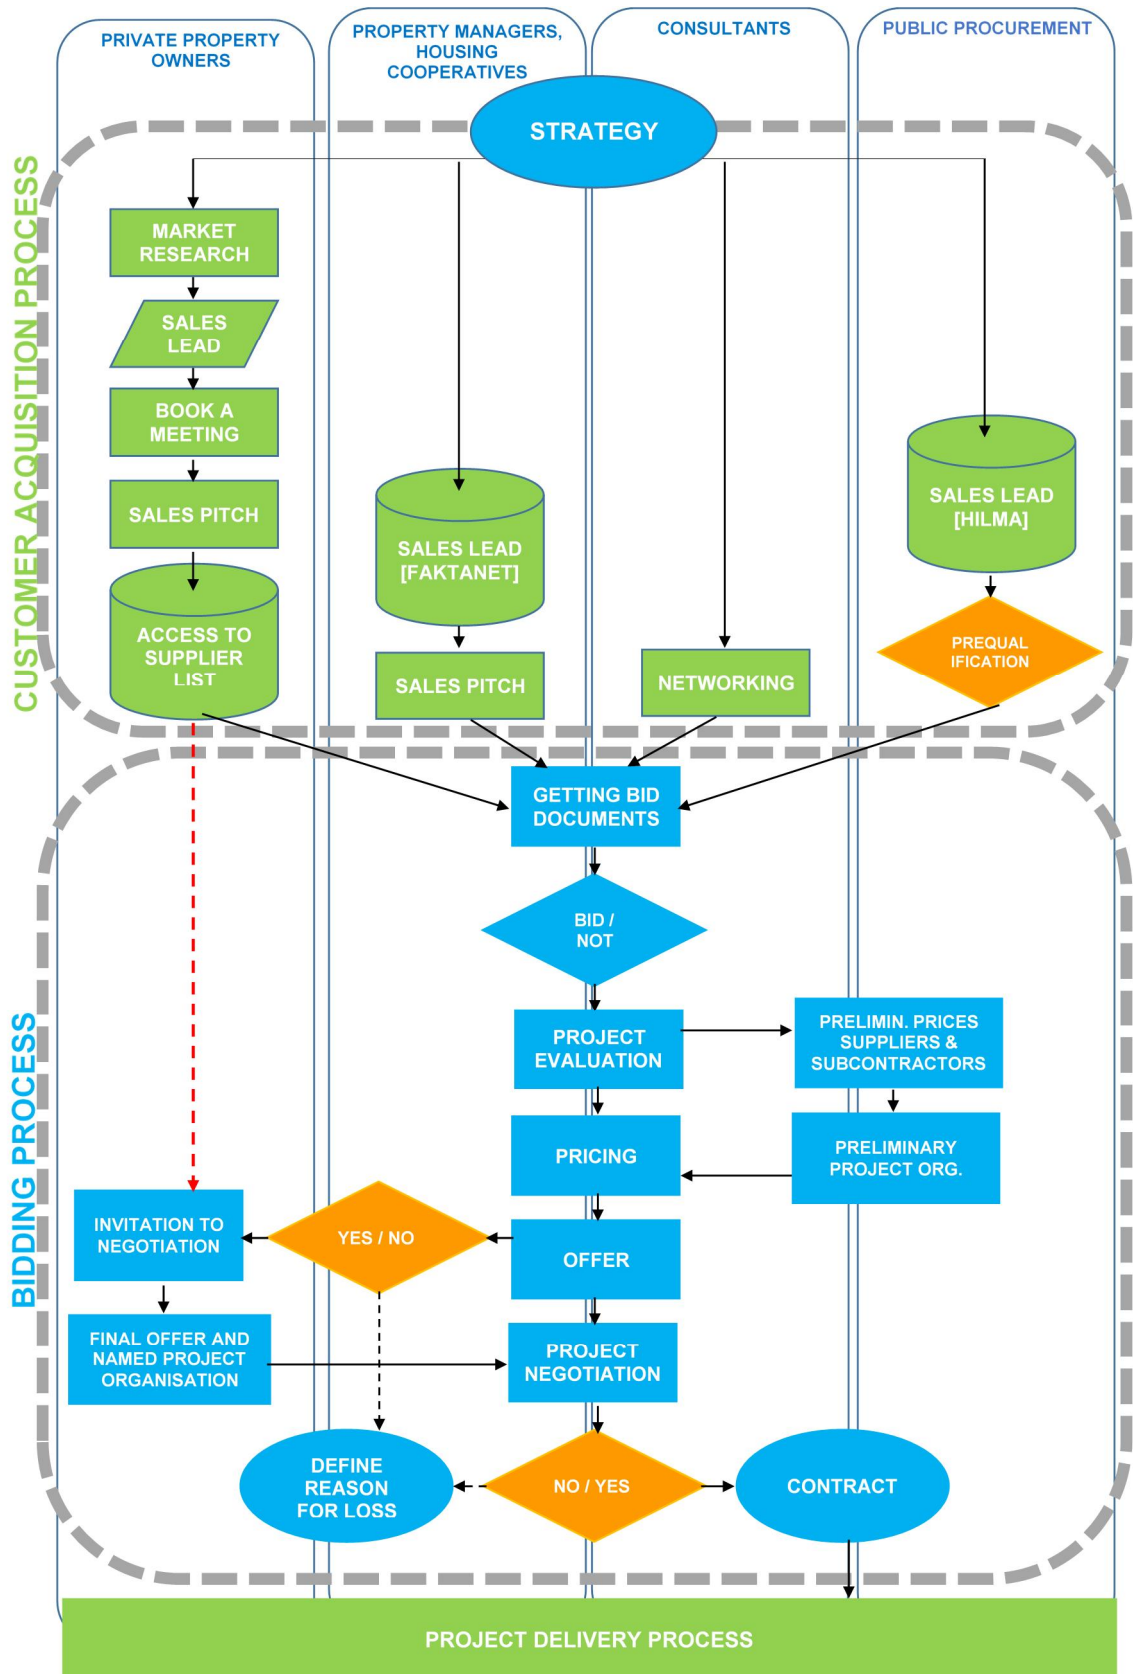 PRIVATE PROPERTY
OWNERS
PROPERTY MANAGERS,
HOUSING
COOPERATIVES
CONSULTANTS
PUBLIC PROCUREMENT
STRATEGY
CUSTOMER ACQUISITION PROCESS
MARKET
RESEARCH
SALES
LEAD
BOOK A
MEETING
SALES PITCH
ACCESS TO
SUPPLIER
LIST
SALES LEAD
[FAKTANET]
SALES PITCH
NETWORKING
SALES LEAD
[HILMA]
PREQUAL
IFICATION
BIDDING PROCESS
GETTING BID
DOCUMENTS
BID /
NOT
PROJECT
EVALUATION
PRELIMIN. PRICES
SUPPLIERS &
SUBCONTRACTORS
PRICING
PRELIMINARY
PROJECT ORG.
INVITATION TO
NEGOTIATION
YES / NO
OFFER
FINAL OFFER AND
NAMED PROJECT
ORGANISATION
PROJECT
NEGOTIATION
DEFINE
REASON
FOR LOSS
NO / YES
CONTRACT
PROJECT DELIVERY PROCESS